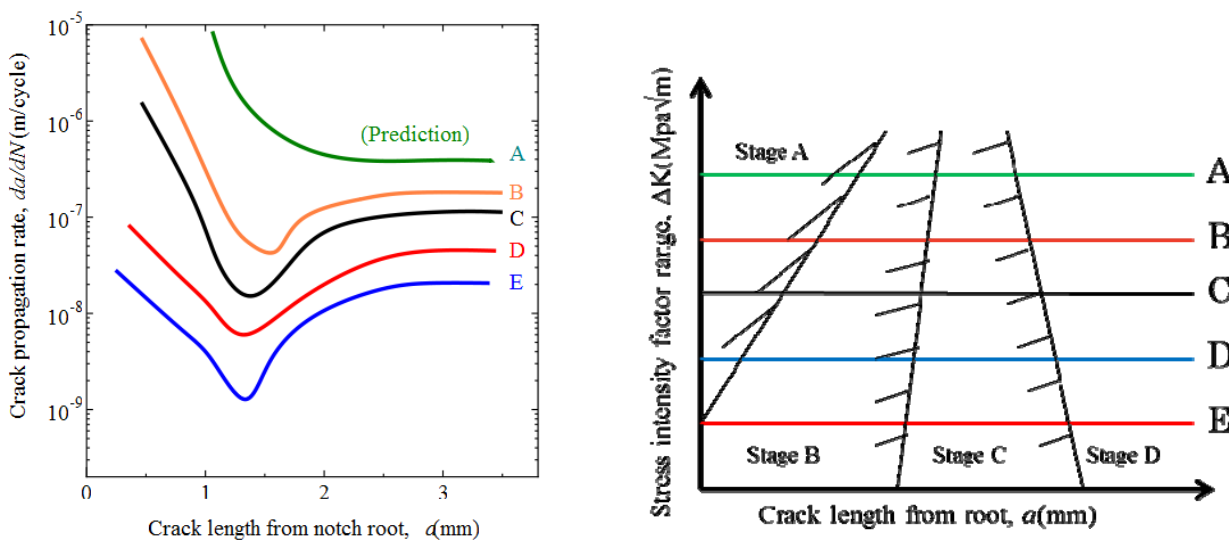 10-5
10-6
10-7
10-8
10-9
Crack propagation rate, da/dN(m/cycle)
(Prediction)
A
B
C
D
E
0
1
2
3
Crack length from notch root, a(mm)
Stress intensity factor rarge, ΔK(Mpa√m)
Stage A
A
B
C
D
E
Stage B
Stage C
Stage D
Crack length from root, a(mm)